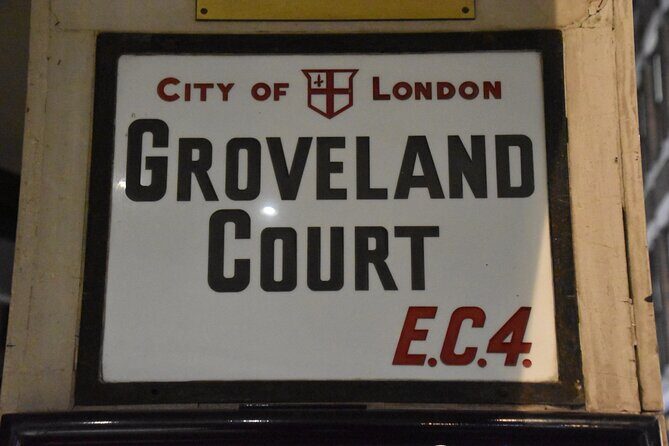 CITY OF LONDON
GROVELAND
COURT
E.C.4.